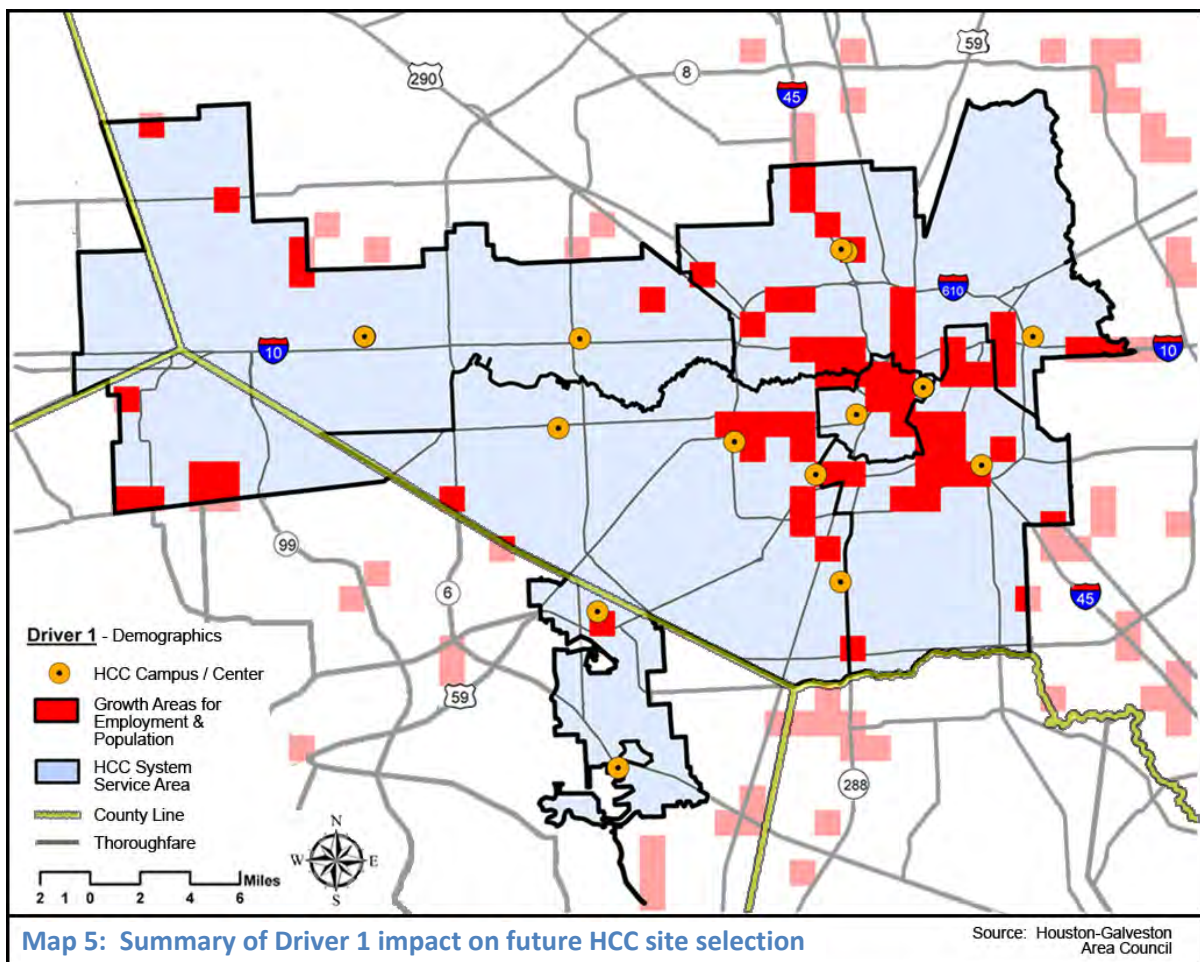 290
8
45
59
610
10
10
99
6
45
59
288
Driver 1 - Demographics
HCC Campus / Center
Growth Areas for
Employment &
Population
HCC System
Service Area
County Line
Thoroughfare
N
W E
S
Miles
2 1 0 2 4 6
Map 5: Summary of Driver 1 impact on future HCC site selection
Source: Houston-Galveston
Area Council